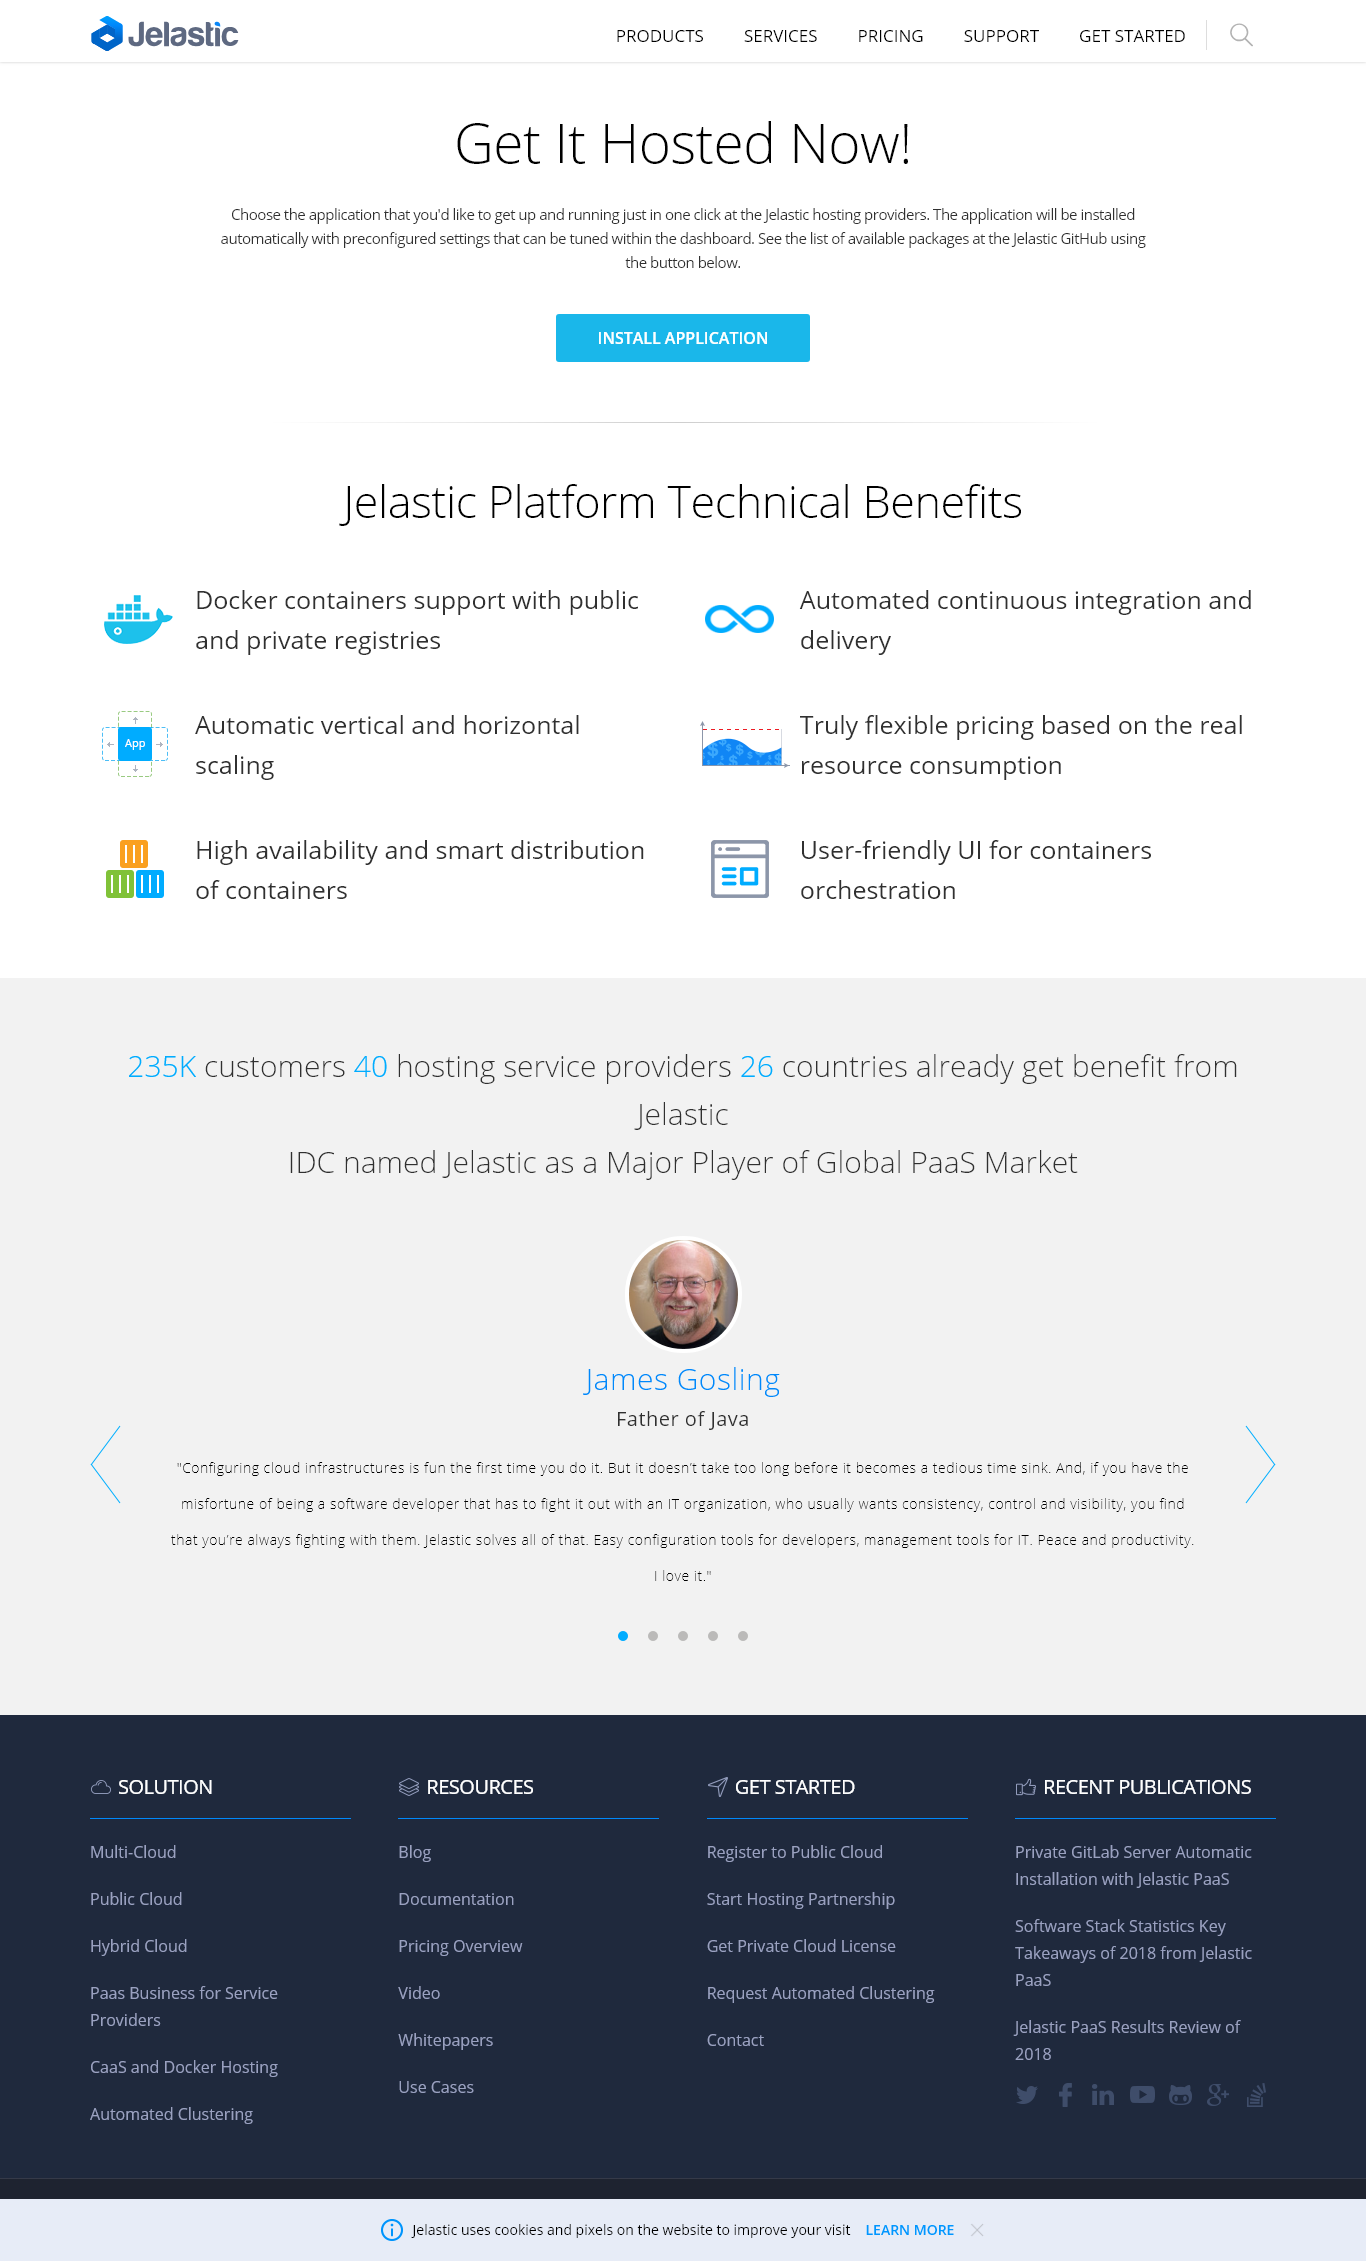 Jelastic
PRODUCTS SERVICES PRICING SUPPORT GET STARTED
Get It Hosted Now!
Choose the application that you'd like to get up and running just in one click at the Jelastic hosting providers. The application will be installed
automatically with preconfigured settings that can be tuned within the dashboard. See the list of available packages at the Jelastic GitHub using
the button below.
INSTALL APPLICATION
Jelastic Platform Technical Benefits
Docker containers support with public
and private registries
Automated continuous integration and
delivery
App
Automatic vertical and horizontal
scaling
Truly flexible pricing based on the real
resource consumption
High availability and smart distribution
of containers
User-friendly UI for containers
orchestration
235K customers 40 hosting service providers 26 countries already get benefit from
Jelastic
IDC named Jelastic as a Major Player of Global PaaS Market
James Gosling
Father of Java
"Configuring cloud infrastructures is fun the first time you do it. But it doesn’t take too long before it becomes a tedious time sink. And, if you have the
misfortune of being a software developer that has to fight it out with an IT organization, who usually wants consistency, control and visibility, you find
that you’re always fighting with them. Jelastic solves all of that. Easy configuration tools for developers, management tools for IT. Peace and productivity.
I love it."
SOLUTION
Multi-Cloud
Public Cloud
Hybrid Cloud
Paas Business for Service
Providers
CaaS and Docker Hosting
Automated Clustering
RESOURCES
Blog
Documentation
Pricing Overview
Video
Whitepapers
Use Cases
GET STARTED
Register to Public Cloud
Start Hosting Partnership
Get Private Cloud License
Request Automated Clustering
Contact
RECENT PUBLICATIONS
Private GitLab Server Automatic
Installation with Jelastic PaaS
Software Stack Statistics Key
Takeaways of 2018 from Jelastic
PaaS
Jelastic PaaS Results Review of
2018
Jelastic uses cookies and pixels on the website to improve your visit LEARN MORE